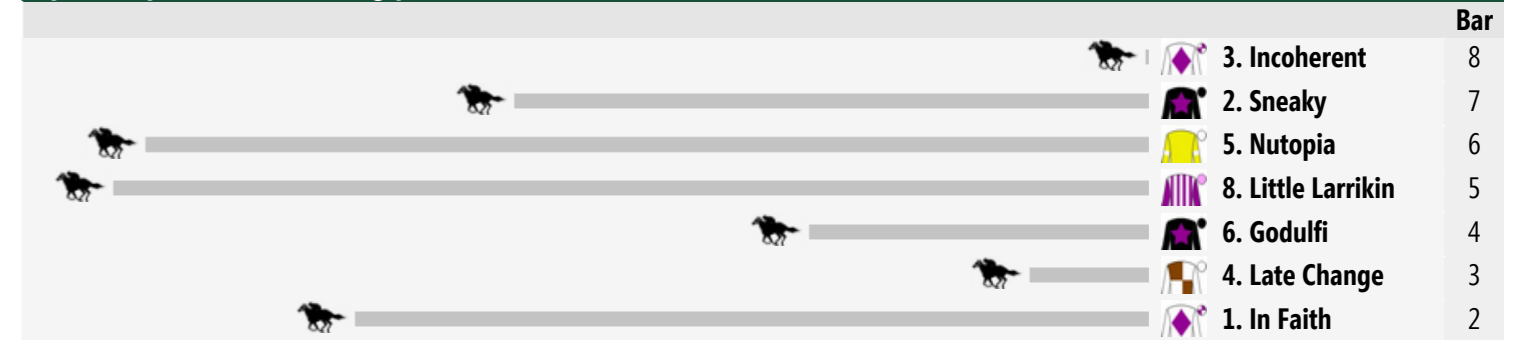 Bar
3. Incoherent 8
2. Sneaky 7
5. Nutopia 6
8. Little Larrikin 5
6. Godulfi 4
4. Late Change 3
1. In Faith 2